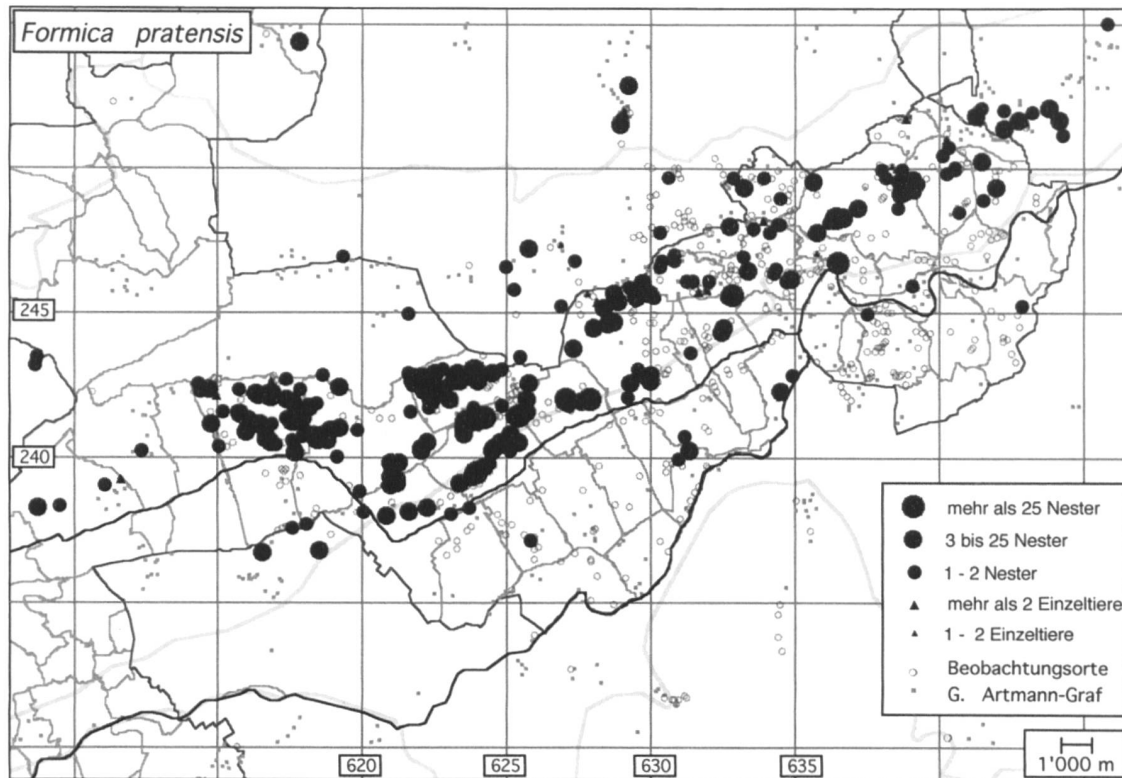 Formica pratensis
245
240
620
625
630
635
mehr als 25 Nester
3 bis 25 Nester
1 - 2 Nester
mehr als 2 Einzeltiere
1 - 2 Einzeltiere
Beobachtungsorte
G. Artmann-Graf
1'000 m